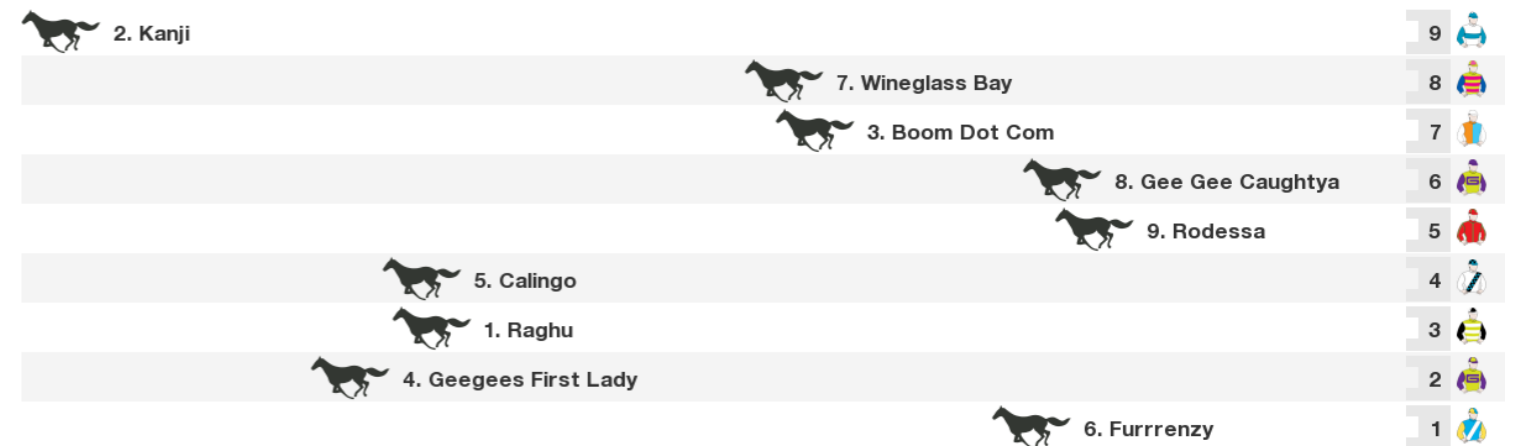 2. Kanji 9
7. Wineglass Bay 8
3. Boom Dot Com 7
8. Gee Gee Caughtya 6
9. Rodessa 5
5. Calingo 4
1. Raghu 3
4. Geegees First Lady 2
6. Furrrenzy 1